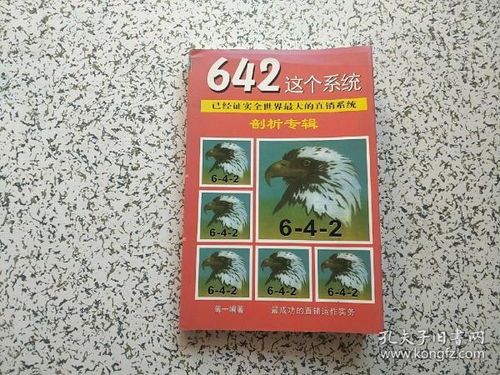 642这个系统
已经证实全世界最大的直销系统
剖析专辑
6-4-2
6-4-2
6-4-2
6-4-2
6-4-2
6-4-2
一编著 最成功的直销运作实务
孔夫子旧书网
www.kongfz.com